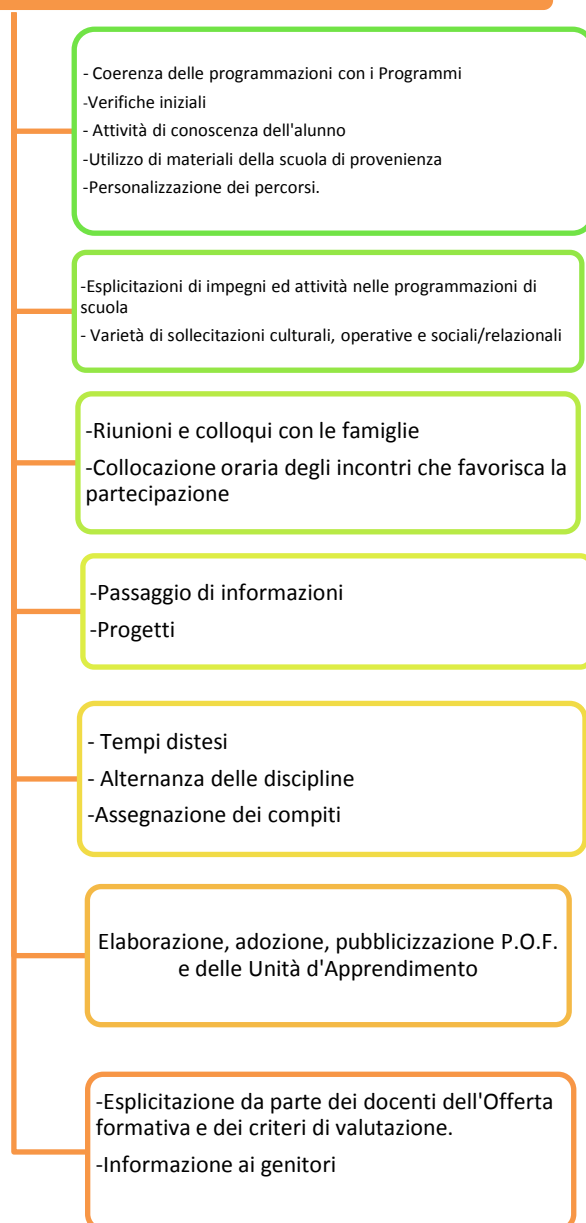 - Coerenza delle programmazioni con i Programmi
-Verifiche iniziali
- Attività di conoscenza dell'alunno
-Utilizzo di materiali della scuola di provenienza
-Personalizzazione dei percorsi.
-Esplicitazioni di impegni ed attività nelle programmazioni di
scuola
- Varietà di sollecitazioni culturali, operative e sociali/relazionali
-Riunioni e colloqui con le famiglie
-Collocazione oraria degli incontri che favorisca la
partecipazione
-Passaggio di informazioni
-Progetti
- Tempi distesi
- Alternanza delle discipline
-Assegnazione dei compiti
Elaborazione, adozione, pubblicizzazione P.O.F.
e delle Unità d'Apprendimento
-Esplicitazione da parte dei docenti dell'Offerta
formativa e dei criteri di valutazione.
-Informazione ai genitori